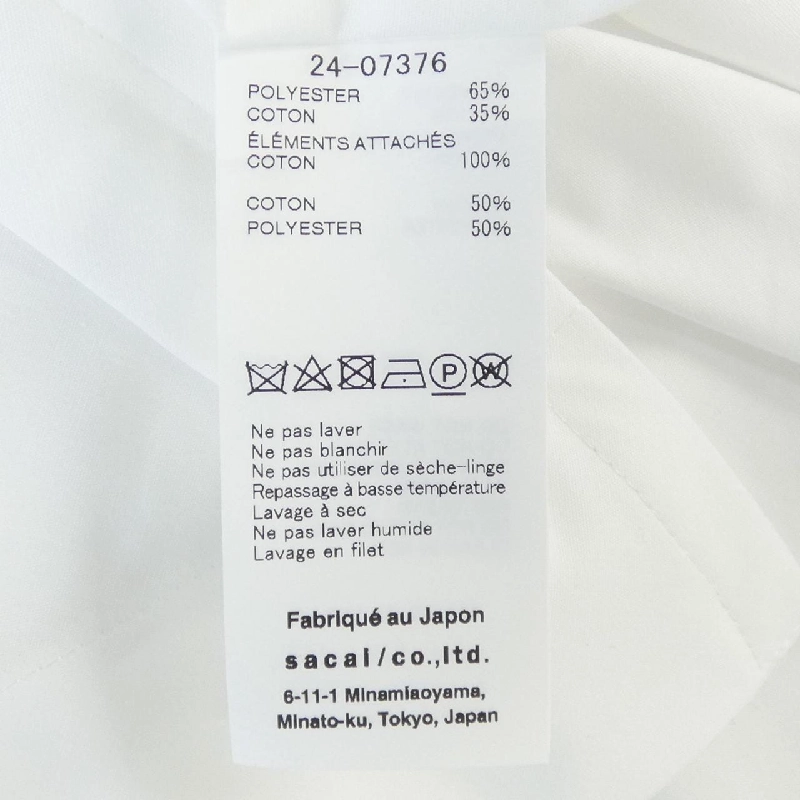 24-07376
POLYESTER 65%
COTON 35%
ÉLÉMENTS ATTACHÉS
COTON 100%
COTON 50%
POLYESTER 50%
P W
Ne pas laver
Ne pas blanchir
Ne pas utiliser de sèche-linge
Repassage à basse température
Lavage à sec
Ne pas laver humide
Lavage en filet
Fabriqué au Japon
sacai/co.,ltd.
6-11-1 Minamiaoyama,
Minato-ku, Tokyo, Japan